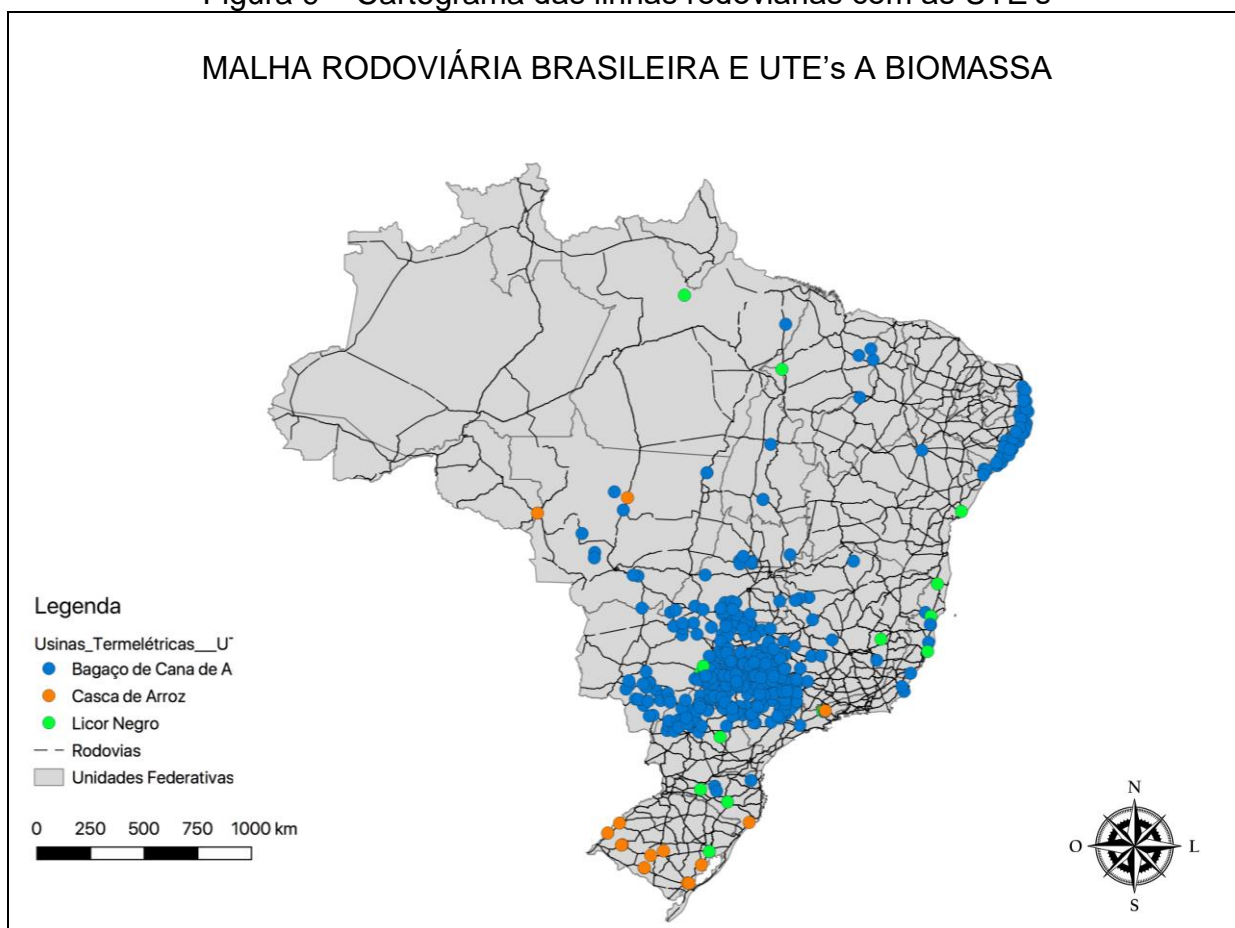 Figura 6 – Cartograma das linhas rodoviárias com as UTE's
MALHA RODOVIÁRIA BRASILEIRA E UTE's A BIOMASSA
Legenda
Usinas_Termelétricas__U
Bagaço de Cana de A
Casca de Arroz
Licor Negro
Rodovias
Unidades Federativas
0 250 500 750 1000 km
N
O L
S